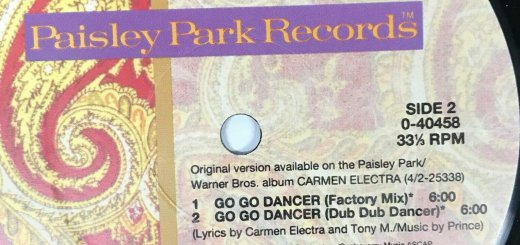 Paisley Park Records™
SIDE 2
0-40458
33⅓ RPM
Original version available on the Paisley Park/
Warner Bros. album CARMEN ELECTRA (4/2-25338)
1 GO GO DANCER (Factory Mix)* 6:00
2 GO GO DANCER (Dub Dub Dancer)* 6:00
(Lyrics by Carmen Electra and Tony M./Music by Prince)
Music ASCAP